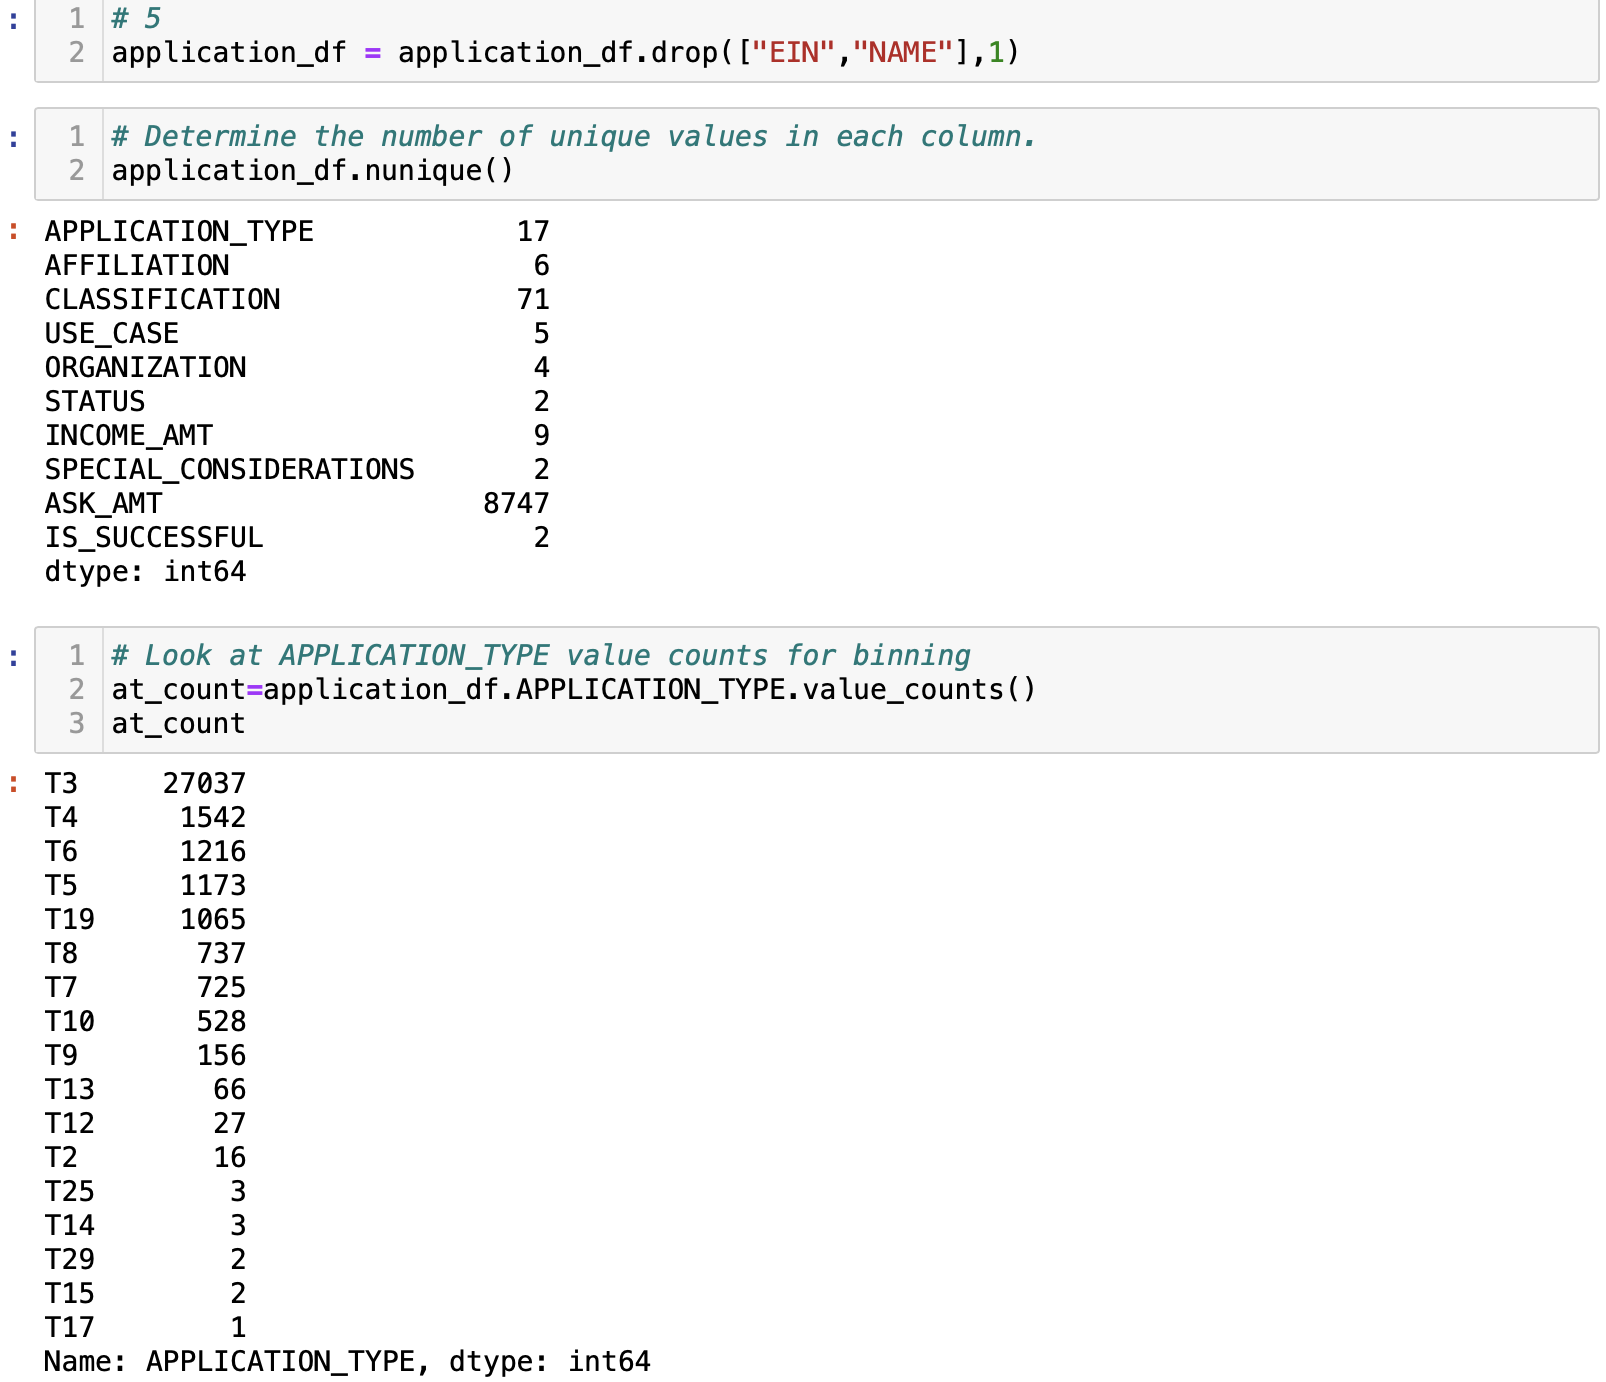 : 1 # 5
2 application_df = application_df.drop(["EIN","NAME"],1)
: 1 # Determine the number of unique values in each column.
2 application_df.nunique()
: APPLICATION_TYPE 17
AFFILIATION 6
CLASSIFICATION 71
USE_CASE 5
ORGANIZATION 4
STATUS 2
INCOME_AMT 9
SPECIAL_CONSIDERATIONS 2
ASK_AMT 8747
IS_SUCCESSFUL 2
dtype: int64
: 1 # Look at APPLICATION_TYPE value counts for binning
2 at_count=application_df.APPLICATION_TYPE.value_counts()
3 at_count
: T3 27037
T4 1542
T6 1216
T5 1173
T19 1065
T8 737
T7 725
T10 528
T9 156
T13 66
T12 27
T2 16
T25 3
T14 3
T29 2
T15 2
T17 1
Name: APPLICATION_TYPE, dtype: int64